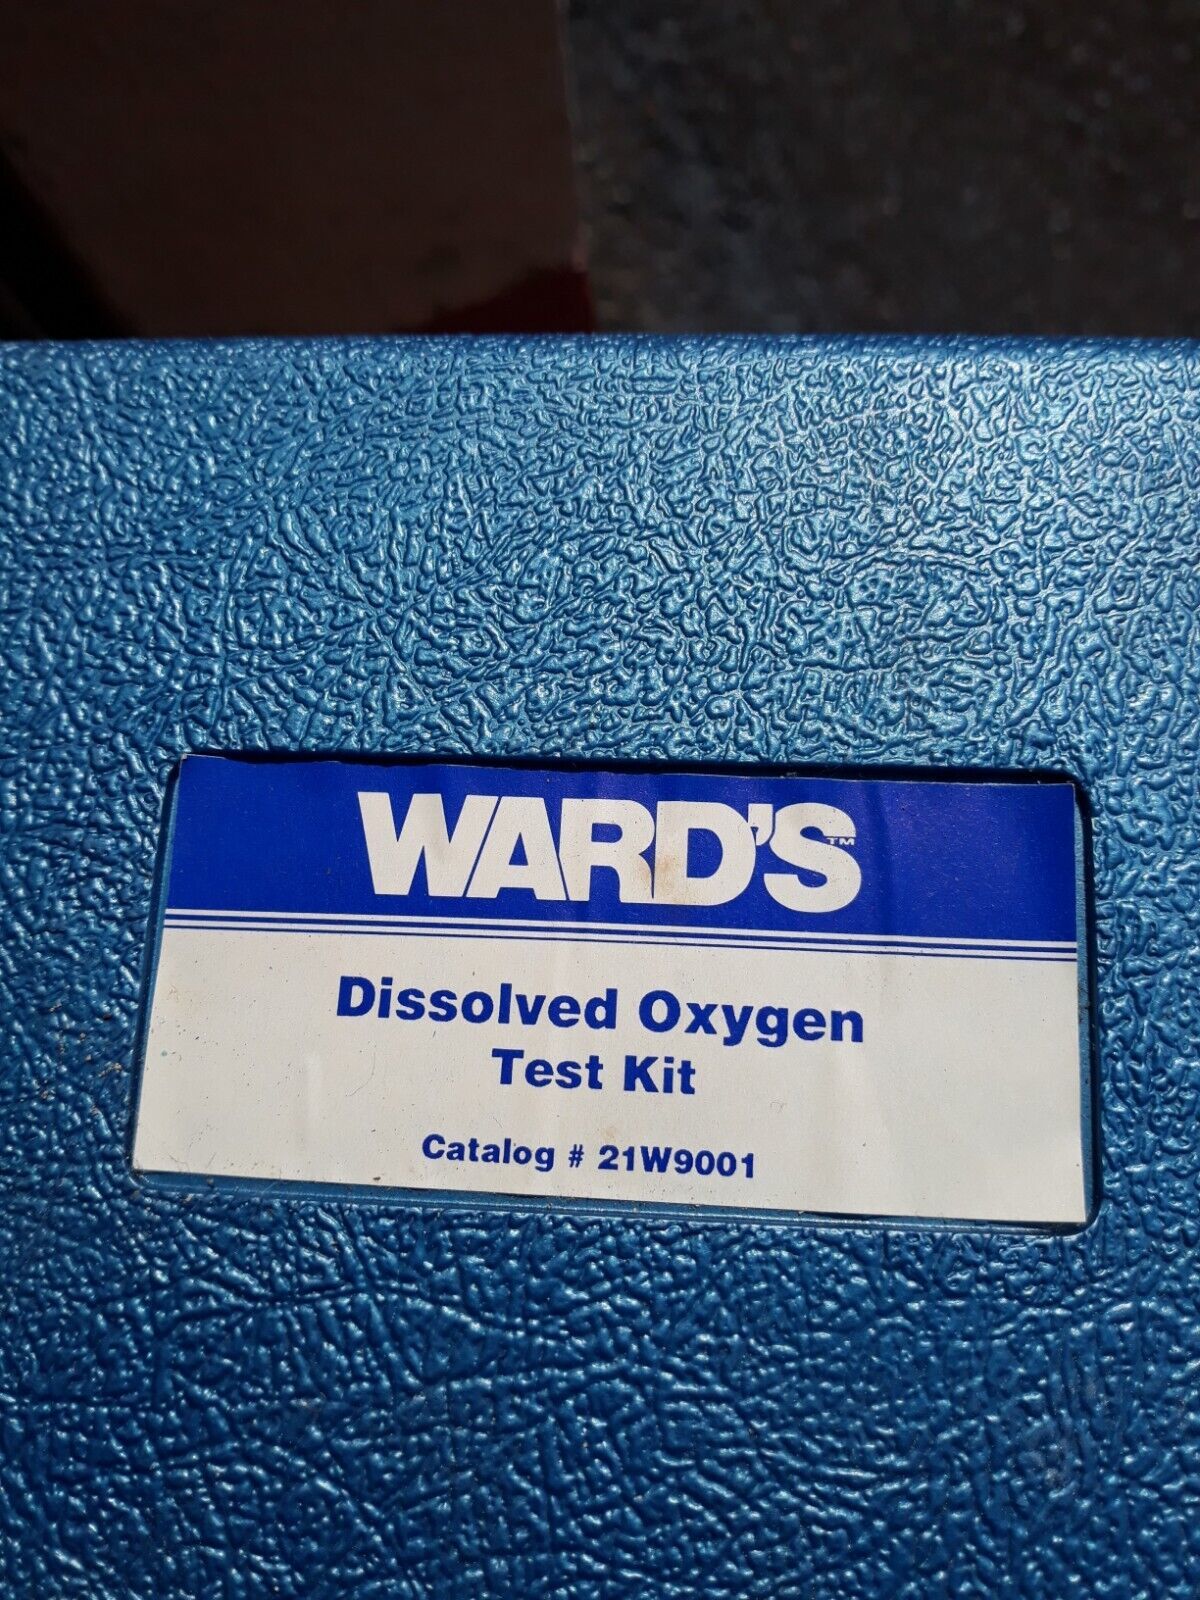 WARD'S™
Dissolved Oxygen
Test Kit
Catalog # 21W9001